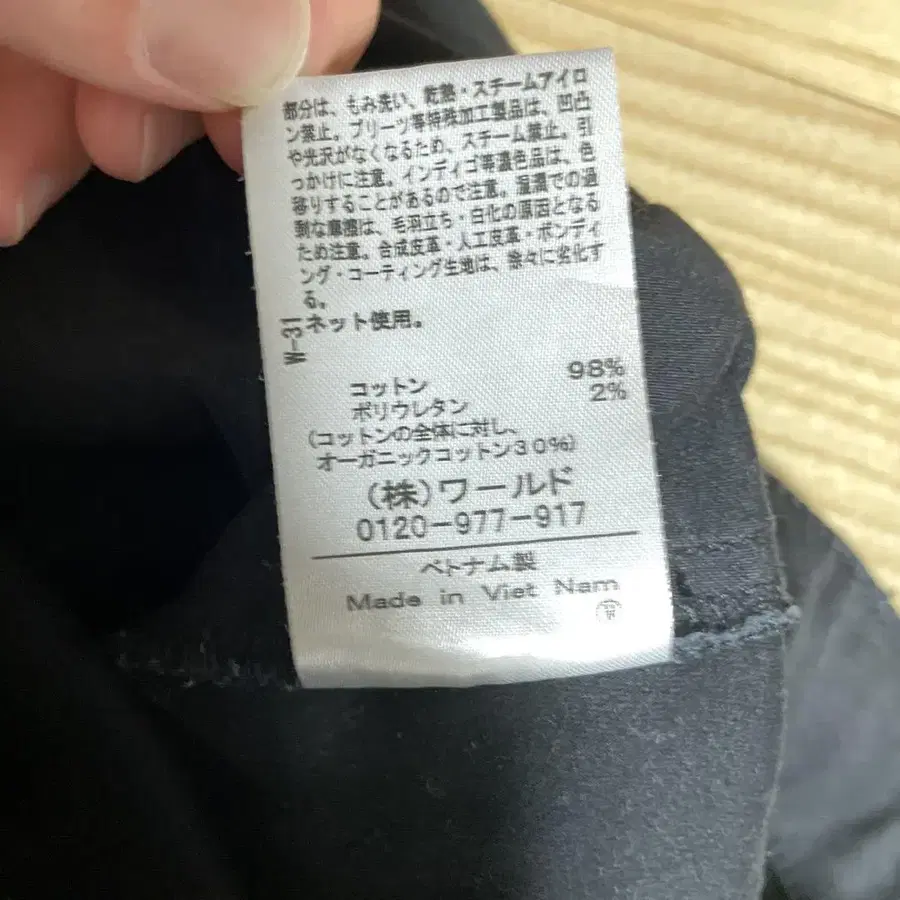 部分は、もみ洗い、乾熱・スチームアイロ
ン禁止。プリーツ等特殊加工製品は、凹凸
や光沢がなくなるため、スチーム禁止。引
っかけに注意。インディゴ等濃色品は、色
移りすることがあるので注意。湿潤での過
剰な摩擦は、毛羽立ち・白化の原因となる
ため注意。合成皮革・人工皮革・ボンディ
ング・コーティング生地は、徐々に劣化す
る。
ネット使用。
W-31
コットン 98%
ポリウレタン 2%
(コットンの全体に対し、
オーガニックコットン30%)
(株)ワールド
0120-977-917
ベトナム製
Made in Viet Nam